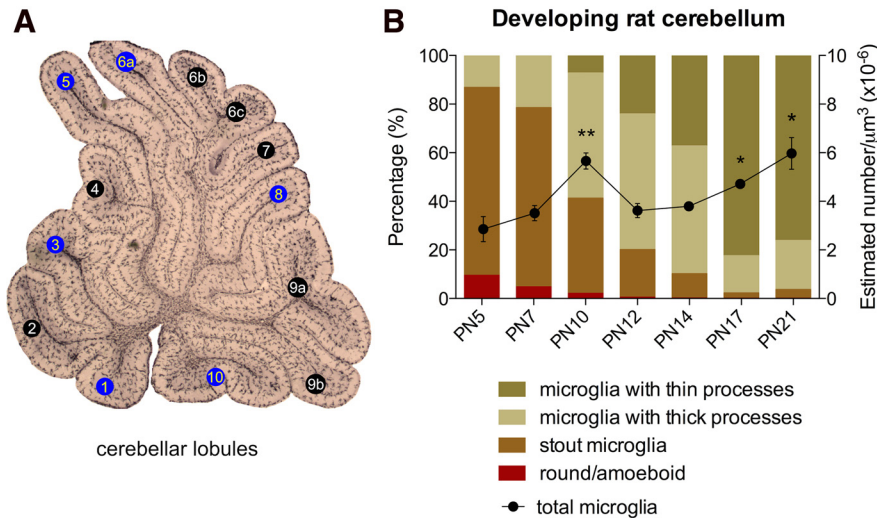 A
5
6a
6b
6c
7
4
8
3
9a
2
1
10
9b
cerebellar lobules
B
Developing rat cerebellum
Percentage (%)
100
80
60
40
20
0
**
*
*
10
8
6
4
2
0
Estimated number/µm³ (x10⁻⁶)
PN5
PN7
PN10
PN12
PN14
PN17
PN21
microglia with thin processes
microglia with thick processes
stout microglia
round/amoeboid
total microglia